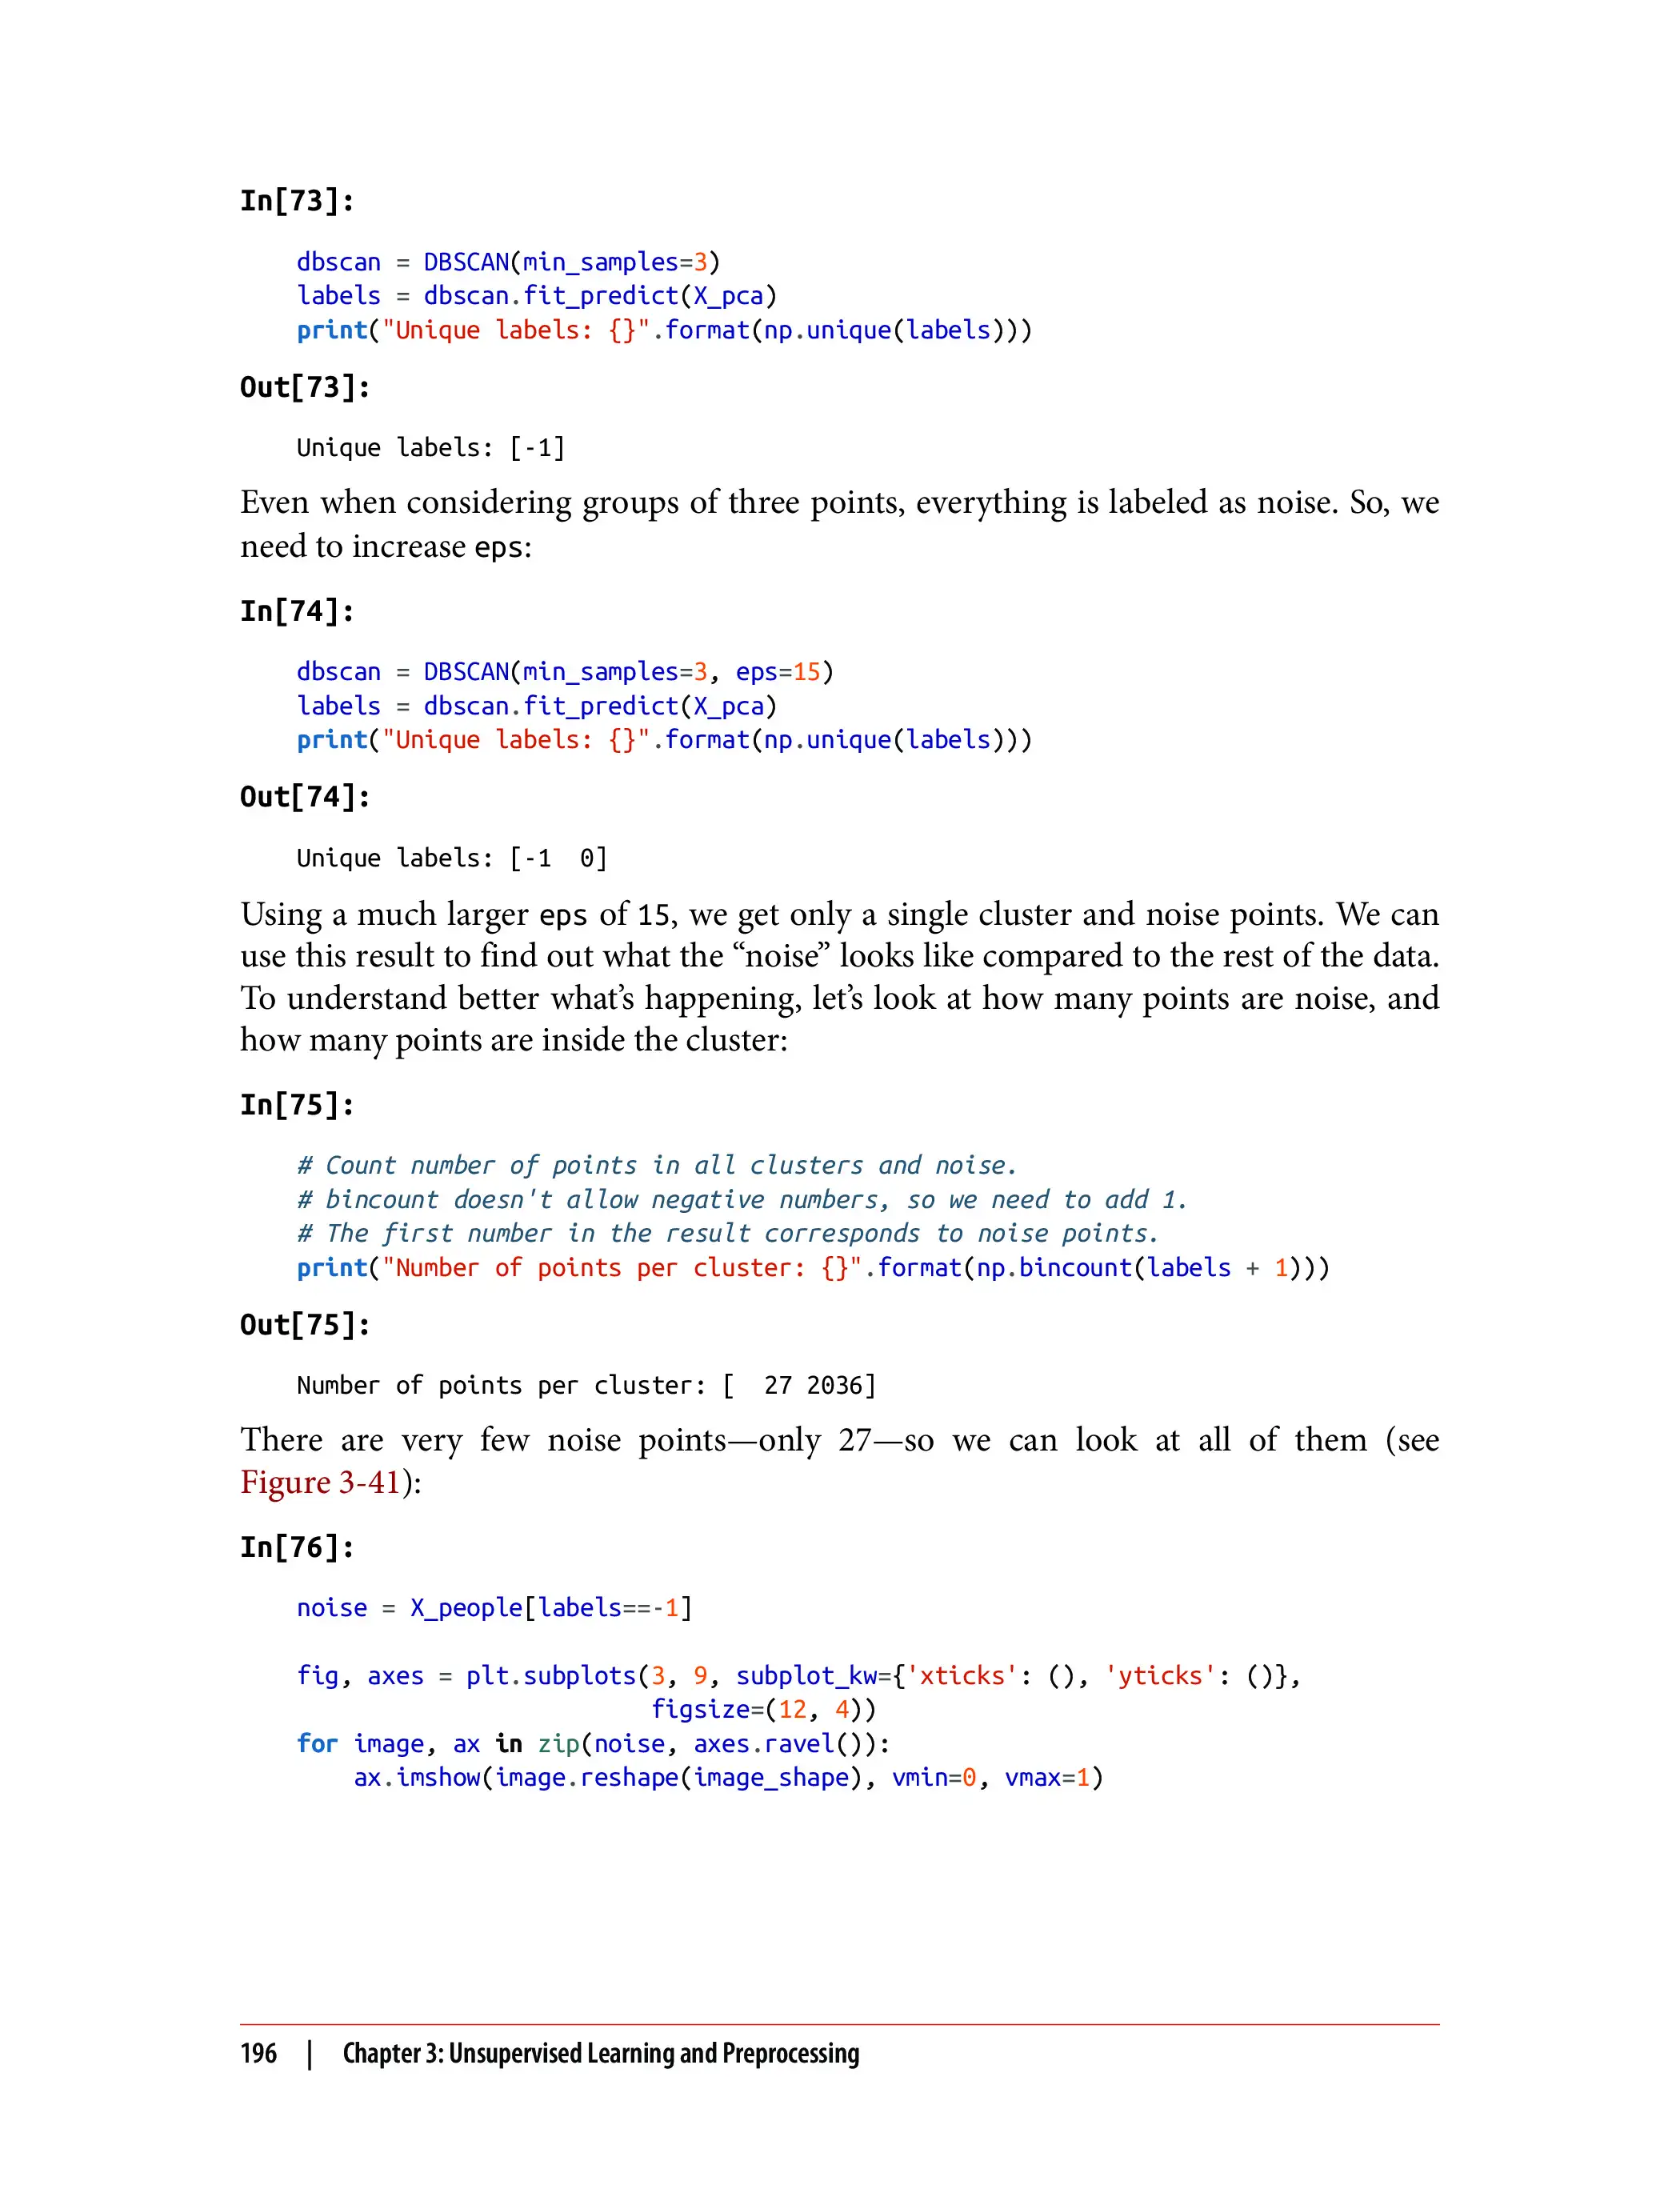 In[73]:
dbscan = DBSCAN(min_samples=3)
labels = dbscan.fit_predict(X_pca)
print("Unique labels: {}".format(np.unique(labels)))
Out[73]:
Unique labels: [-1]
Even when considering groups of three points, everything is labeled as noise. So, we
need to increase eps:
In[74]:
dbscan = DBSCAN(min_samples=3, eps=15)
labels = dbscan.fit_predict(X_pca)
print("Unique labels: {}".format(np.unique(labels)))
Out[74]:
Unique labels: [-1  0]
Using a much larger eps of 15, we get only a single cluster and noise points. We can
use this result to find out what the “noise” looks like compared to the rest of the data.
To understand better what’s happening, let’s look at how many points are noise, and
how many points are inside the cluster:
In[75]:
# Count number of points in all clusters and noise.
# bincount doesn't allow negative numbers, so we need to add 1.
# The first number in the result corresponds to noise points.
print("Number of points per cluster: {}".format(np.bincount(labels + 1)))
Out[75]:
Number of points per cluster: [  27 2036]
There are very few noise points—only 27—so we can look at all of them (see
Figure 3-41):
In[76]:
noise = X_people[labels==-1]
fig, axes = plt.subplots(3, 9, subplot_kw={'xticks': (), 'yticks': ()},
                         figsize=(12, 4))
for image, ax in zip(noise, axes.ravel()):
    ax.imshow(image.reshape(image_shape), vmin=0, vmax=1)
196 | Chapter 3: Unsupervised Learning and Preprocessing